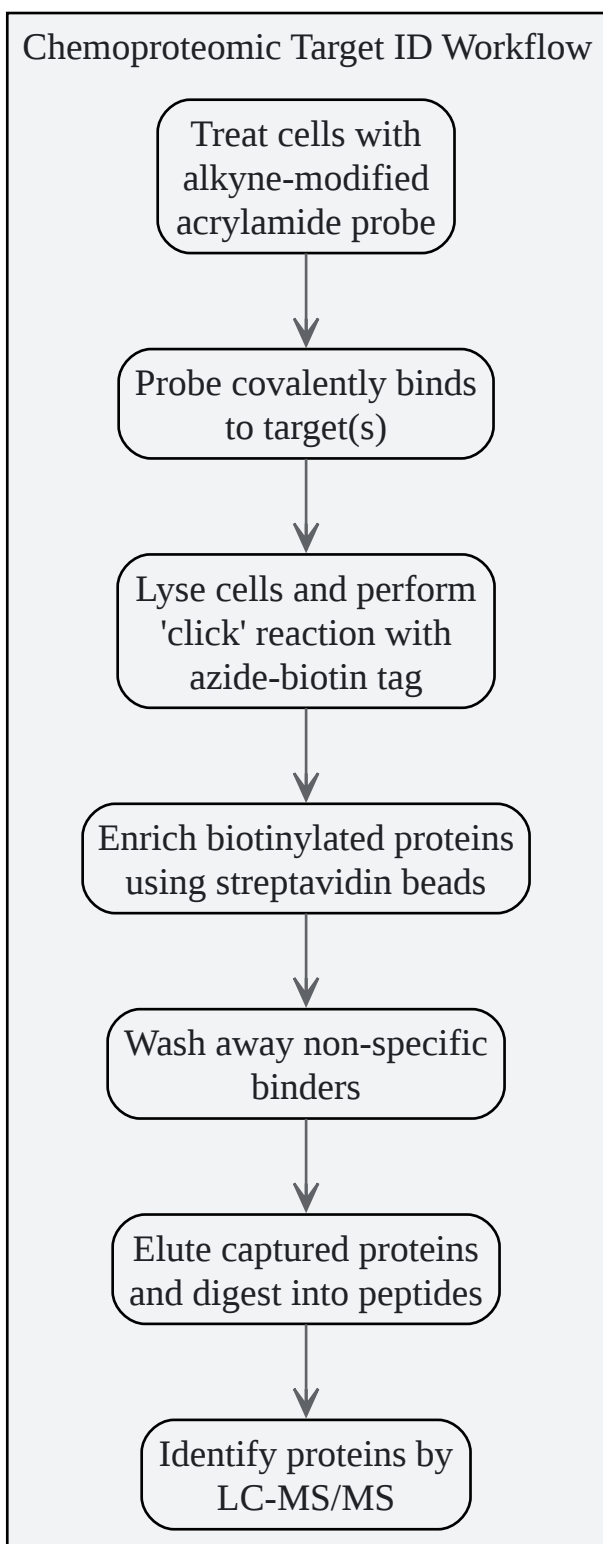 Chemoproteomic Target ID Workflow
Treat cells with
alkyne-modified
acrylamide probe
Probe covalently binds
to target(s)
Lyse cells and perform
'click' reaction with
azide-biotin tag
Enrich biotinylated proteins
using streptavidin beads
Wash away non-specific
binders
Elute captured proteins
and digest into peptides
Identify proteins by
LC-MS/MS